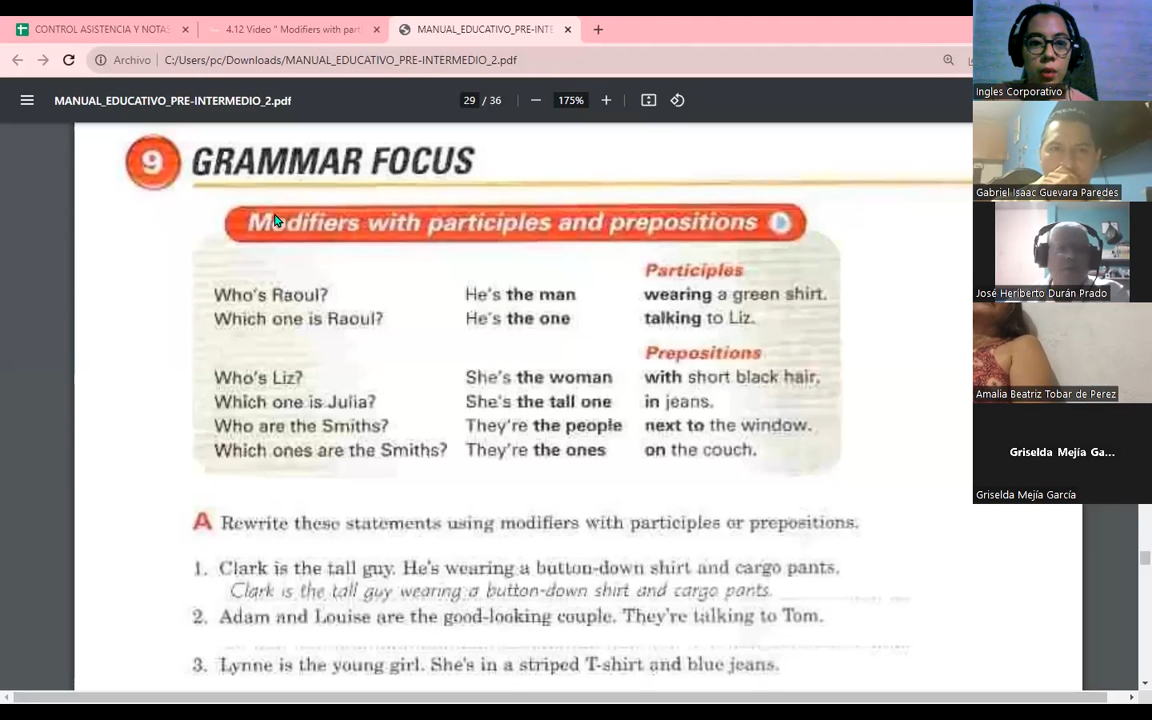 CONTROL ASISTENCIA Y NOTAS
4.12 Video " Modifiers with part
MANUAL_EDUCATIVO_PRE-INTE
Archivo
C:/Users/pc/Downloads/MANUAL_EDUCATIVO_PRE-INTERMEDIO_2.pdf
MANUAL_EDUCATIVO_PRE-INTERMEDIO_2.pdf
29 / 36
175%
9 GRAMMAR FOCUS
Modifiers with participles and prepositions
Participles
Who's Raoul? He's the man wearing a green shirt.
Which one is Raoul? He's the one talking to Liz.
Prepositions
Who's Liz? She's the woman with short black hair.
Which one is Julia? She's the tall one in jeans.
Who are the Smiths? They're the people next to the window.
Which ones are the Smiths? They're the ones on the couch.
A Rewrite these statements using modifiers with participles or prepositions.
1. Clark is the tall guy. He's wearing a button-down shirt and cargo pants.
Clark is the tall guy wearing a button-down shirt and cargo pants.
2. Adam and Louise are the good-looking couple. They're talking to Tom.
3. Lynne is the young girl. She's in a striped T-shirt and blue jeans.
Ingles Corporativo
Gabriel Isaac Guevara Paredes
José Heriberto Durán Prado
Amalia Beatriz Tobar de Perez
Griselda Mejía Ga...
Griselda Mejía García